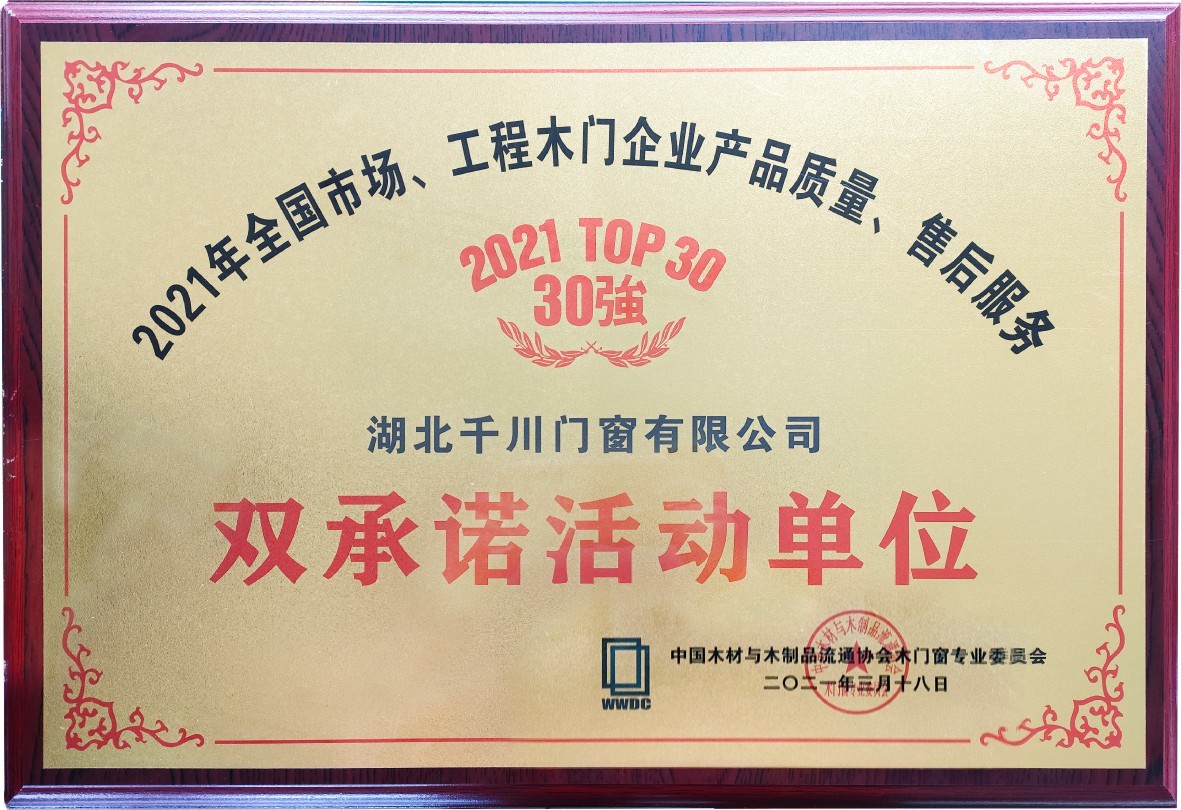 2021年全国市场、工程木门企业产品质量、售后服务
2021 TOP 30
30強
湖北千川门窗有限公司
双承诺活动单位
WWDC
中国木材与木制品流通协会木门窗专业委员会
二〇二一年三月十八日